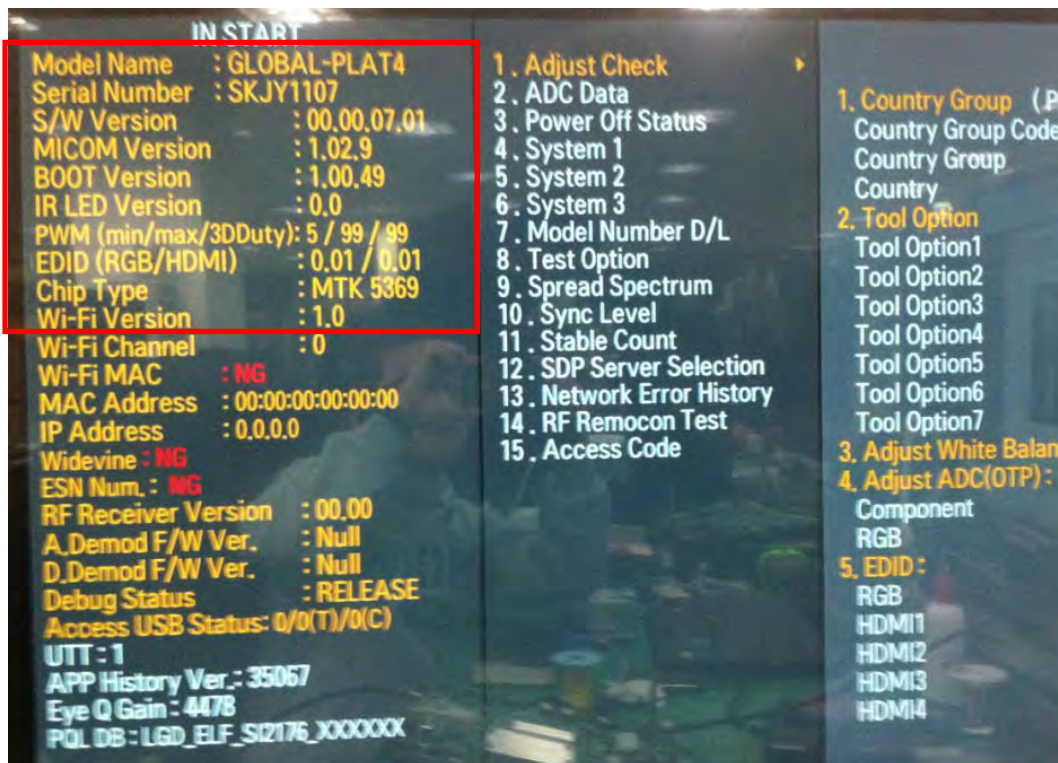 IN START
Model Name : GLOBAL-PLAT4
Serial Number : SKJY1107
S/W Version : 00.00.07.01
MICOM Version : 1.02.9
BOOT Version : 1.00.49
IR LED Version : 0.0
PWM (min/max/3DDuty): 5 / 99 / 99
EDID (RGB/HDMI) : 0.01 / 0.01
Chip Type : MTK 5369
Wi-Fi Version : 1.0
Wi-Fi Channel : 0
Wi-Fi MAC : NG
MAC Address : 00:00:00:00:00:00
IP Address : 0.0.0.0
Widevine : NG
ESN Num. : NG
RF Receiver Version : 00.00
A.Demod F/W Ver. : Null
D.Demod F/W Ver. : Null
Debug Status : RELEASE
Access USB Status: 0/0(T)/0(C)
UTT : 1
APP History Ver.: 35067
Eye Q Gain : 4478
PQL DB : LGD_ELF_SI2176_XXXXXXX
1. Adjust Check
2. ADC Data
3. Power Off Status
4. System 1
5. System 2
6. System 3
7. Model Number D/L
8. Test Option
9. Spread Spectrum
10. Sync Level
11. Stable Count
12. SDP Server Selection
13. Network Error History
14. RF Remocon Test
15. Access Code
1. Country Group (.P
Country Group Code
Country Group
Country
2. Tool Option
Tool Option1
Tool Option2
Tool Option3
Tool Option4
Tool Option5
Tool Option6
Tool Option7
3. Adjust White Balan
4. Adjust ADC(OTP) :
Component
RGB
5. EDID :
RGB
HDMI1
HDMI2
HDMI3
HDMI4